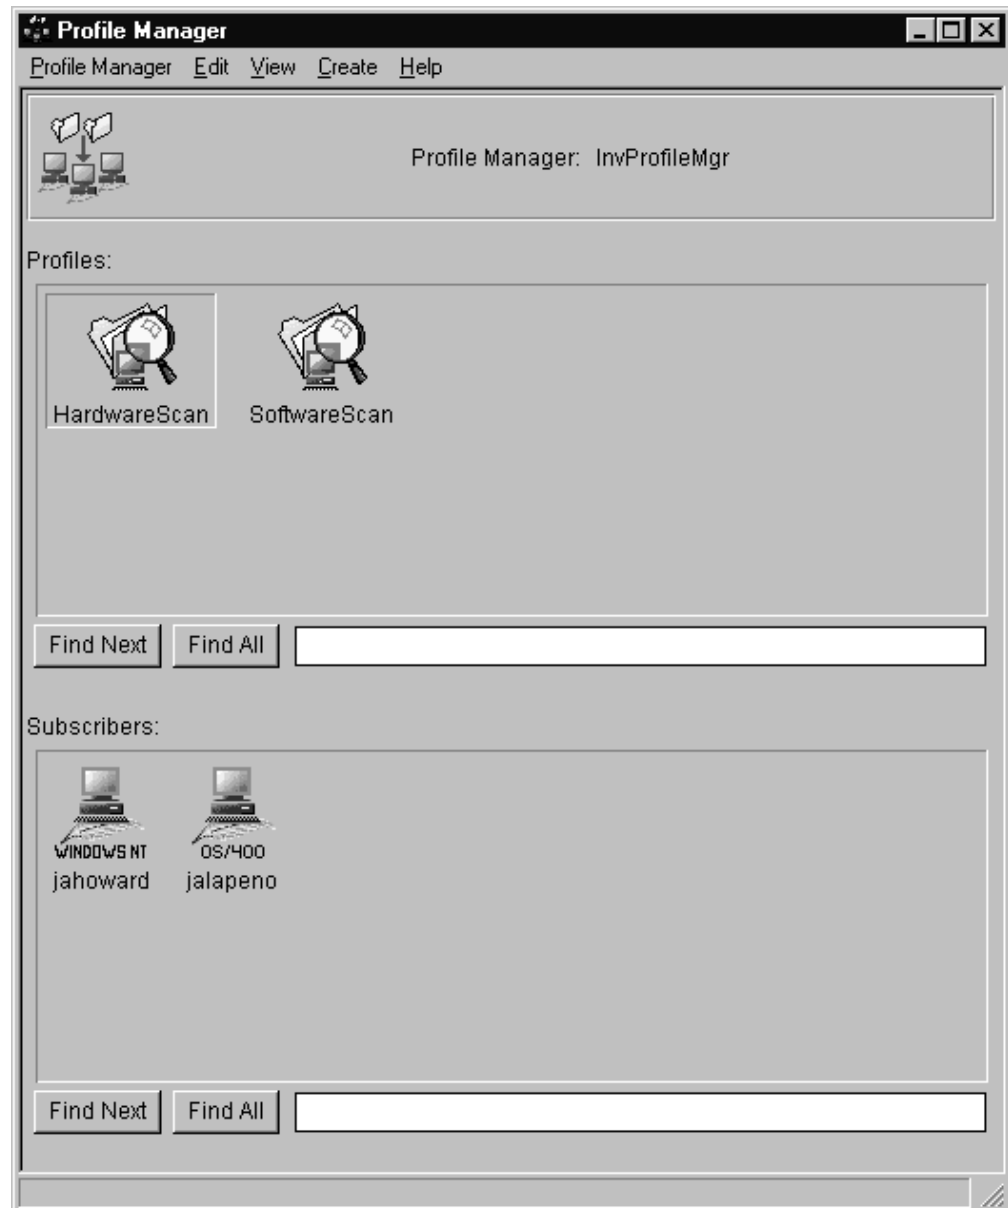 Profile Manager
Profile Manager Edit View Create Help
Profile Manager: InvProfileMgr
Profiles:
HardwareScan SoftwareScan
Find Next Find All
Subscribers:
WINDOWS NT OS/400
jahoward jalapeno
Find Next Find All